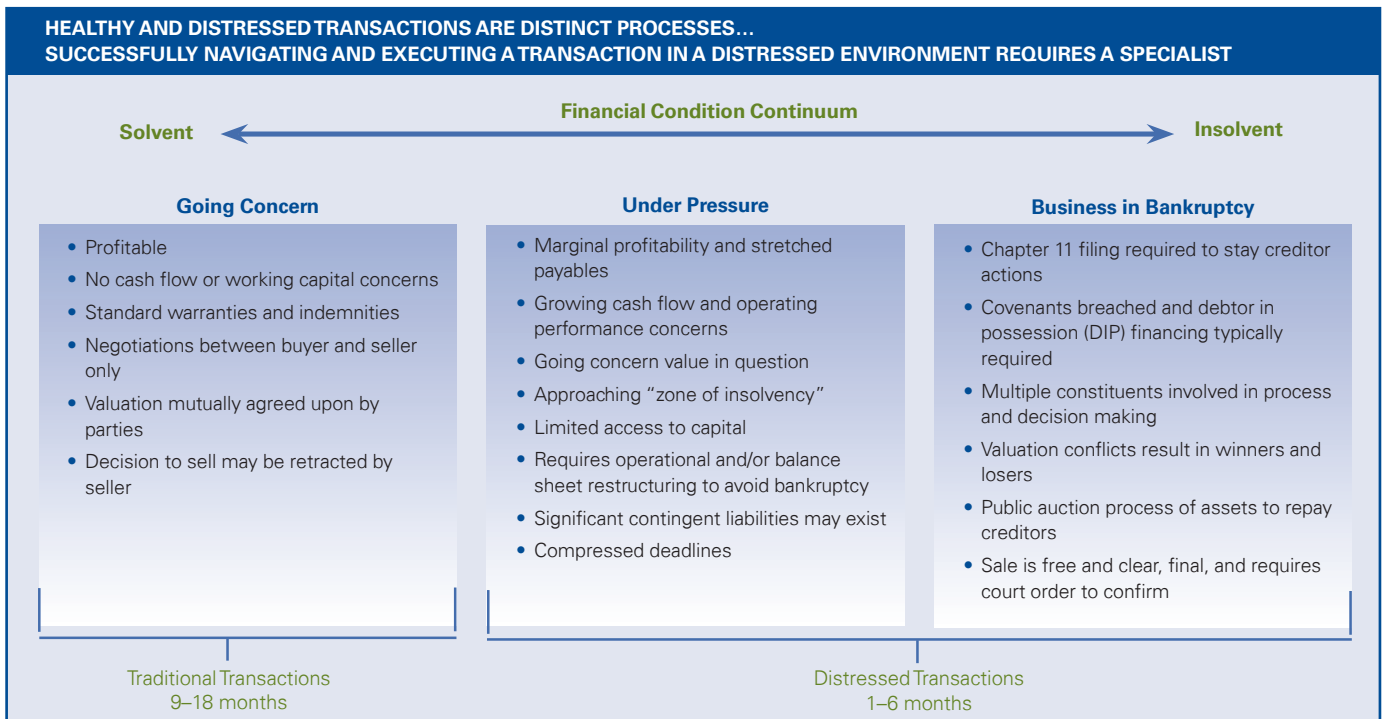 HEALTHY AND DISTRESSED TRANSACTIONS ARE DISTINCT PROCESSES…
SUCCESSFULLY NAVIGATING AND EXECUTING A TRANSACTION IN A DISTRESSED ENVIRONMENT REQUIRES A SPECIALIST
Financial Condition Continuum
Solvent
Insolvent
Going Concern
• Profitable
• No cash flow or working capital concerns
• Standard warranties and indemnities
• Negotiations between buyer and seller
only
• Valuation mutually agreed upon by
parties
• Decision to sell may be retracted by
seller
Under Pressure
• Marginal profitability and stretched
payables
• Growing cash flow and operating
performance concerns
• Going concern value in question
• Approaching “zone of insolvency”
• Limited access to capital
• Requires operational and/or balance
sheet restructuring to avoid bankruptcy
• Significant contingent liabilities may exist
• Compressed deadlines
Business in Bankruptcy
• Chapter 11 filing required to stay creditor
actions
• Covenants breached and debtor in
possession (DIP) financing typically
required
• Multiple constituents involved in process
and decision making
• Valuation conflicts result in winners and
losers
• Public auction process of assets to repay
creditors
• Sale is free and clear, final, and requires
court order to confirm
Traditional Transactions
9–18 months
Distressed Transactions
1–6 months